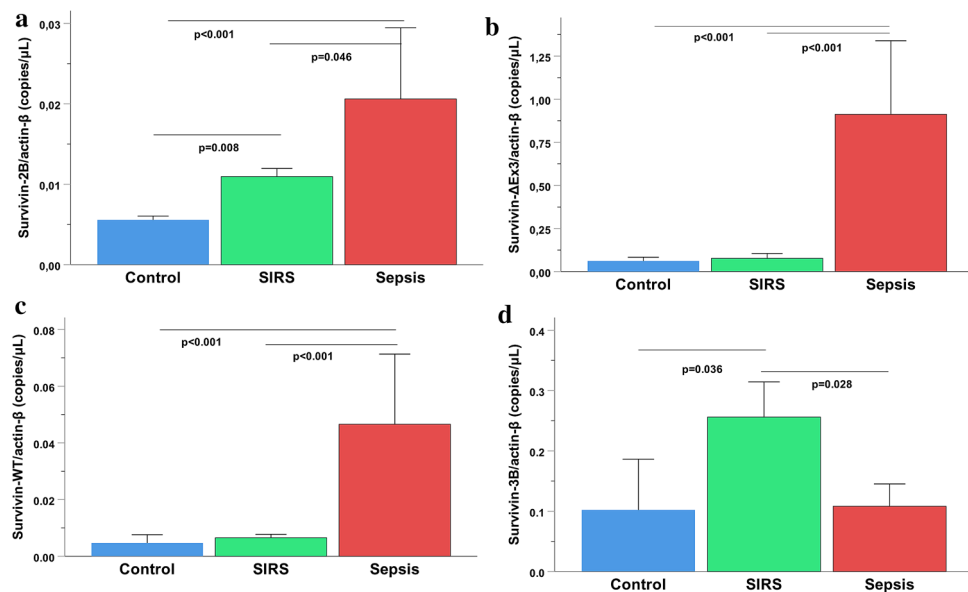 a
Survivin-2B/actin-β (copies/μL)
0,03
0,02
0,01
0,00
p<0.001
p=0.046
p=0.008
Control SIRS Sepsis
b
Survivin-ΔEx3/actin-β (copies/μL)
1,25
1,00
0,75
0,50
0,25
0,00
p<0.001
p<0.001
Control SIRS Sepsis
c
Survivin-WT/actin-β (copies/μL)
0.08
0.06
0.04
0.02
0.00
p<0.001
p<0.001
Control SIRS Sepsis
d
Survivin-3B/actin-β (copies/μL)
0.4
0.3
0.2
0.1
0.0
p=0.036
p=0.028
Control SIRS Sepsis